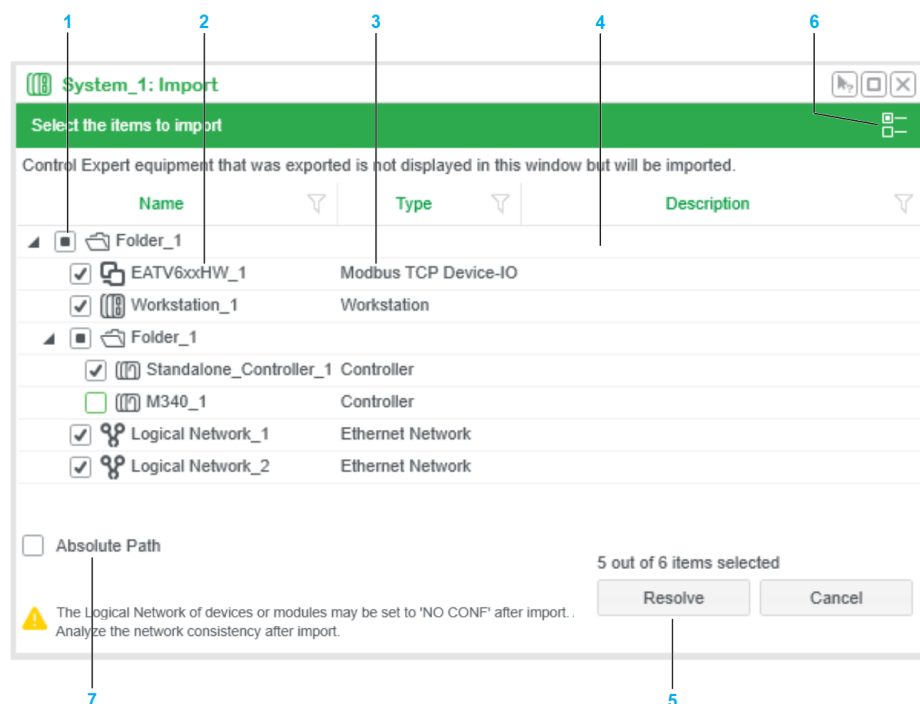 1 2 3 4 6
System_1: Import
Select the items to import
Control Expert equipment that was exported is not displayed in this window but will be imported.
Name Type Description
Folder_1
EATV6xxHW_1 Modbus TCP Device-IO
Workstation_1 Workstation
Folder_1
Standalone_Controller_1 Controller
M340_1 Controller
Logical Network_1 Ethernet Network
Logical Network_2 Ethernet Network
Absolute Path
5 out of 6 items selected
Resolve Cancel
The Logical Network of devices or modules may be set to 'NO CONF' after import. .
Analyze the network consistency after import.
7 5